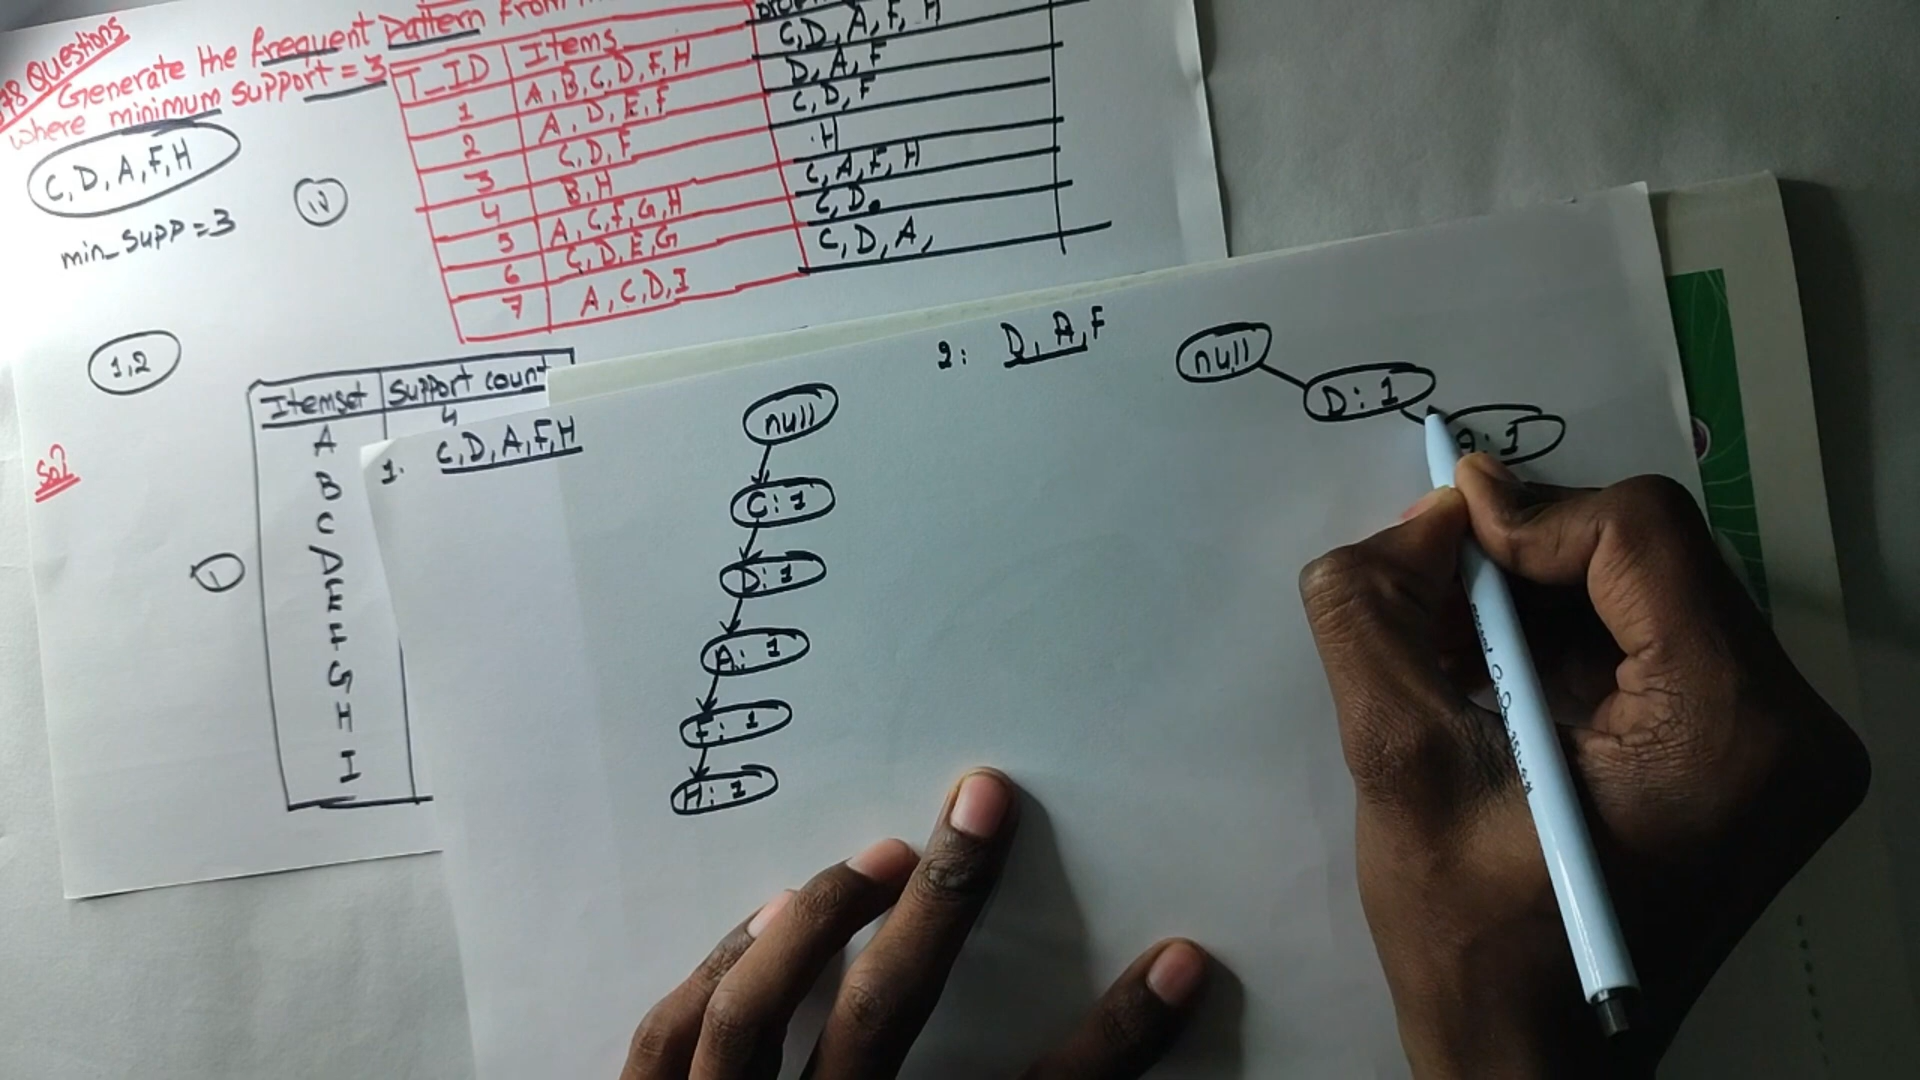 Questions
Generate the frequent Pattern From
where minimum support = 3
C, D, A, F, H
min_supp = 3
iv
T_ID Items
1 A, B, C, D, F, H C, D, A, F, H
2 A, D, E, F D, A, F
3 C, D, F C, D, F
4 B, H H
5 A, C, F, G, H C, A, F, H
6 C, D, E, G C, D
7 A, C, D, I C, D, A,
1,2
Sol
Itemset Support count
A 4
B
C
D
E
F
G
H
I
1
1. C, D, A, F, H
null
C: 1
D: 1
A: 1
F: 1
H: 1
2: D, A, F
null
D: 1
A: 1